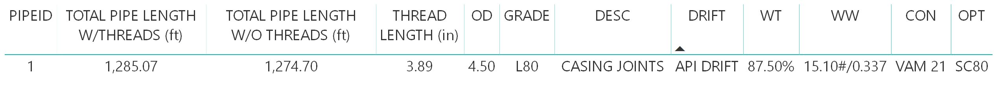 PIPEID TOTAL PIPE LENGTH W/THREADS (ft) TOTAL PIPE LENGTH W/O THREADS (ft) THREAD LENGTH (in) OD GRADE DESC DRIFT WT WW CON OPT
1 1,285.07 1,274.70 3.89 4.50 L80 CASING JOINTS API DRIFT 87.50% 15.10#/0.337 VAM 21 SC80